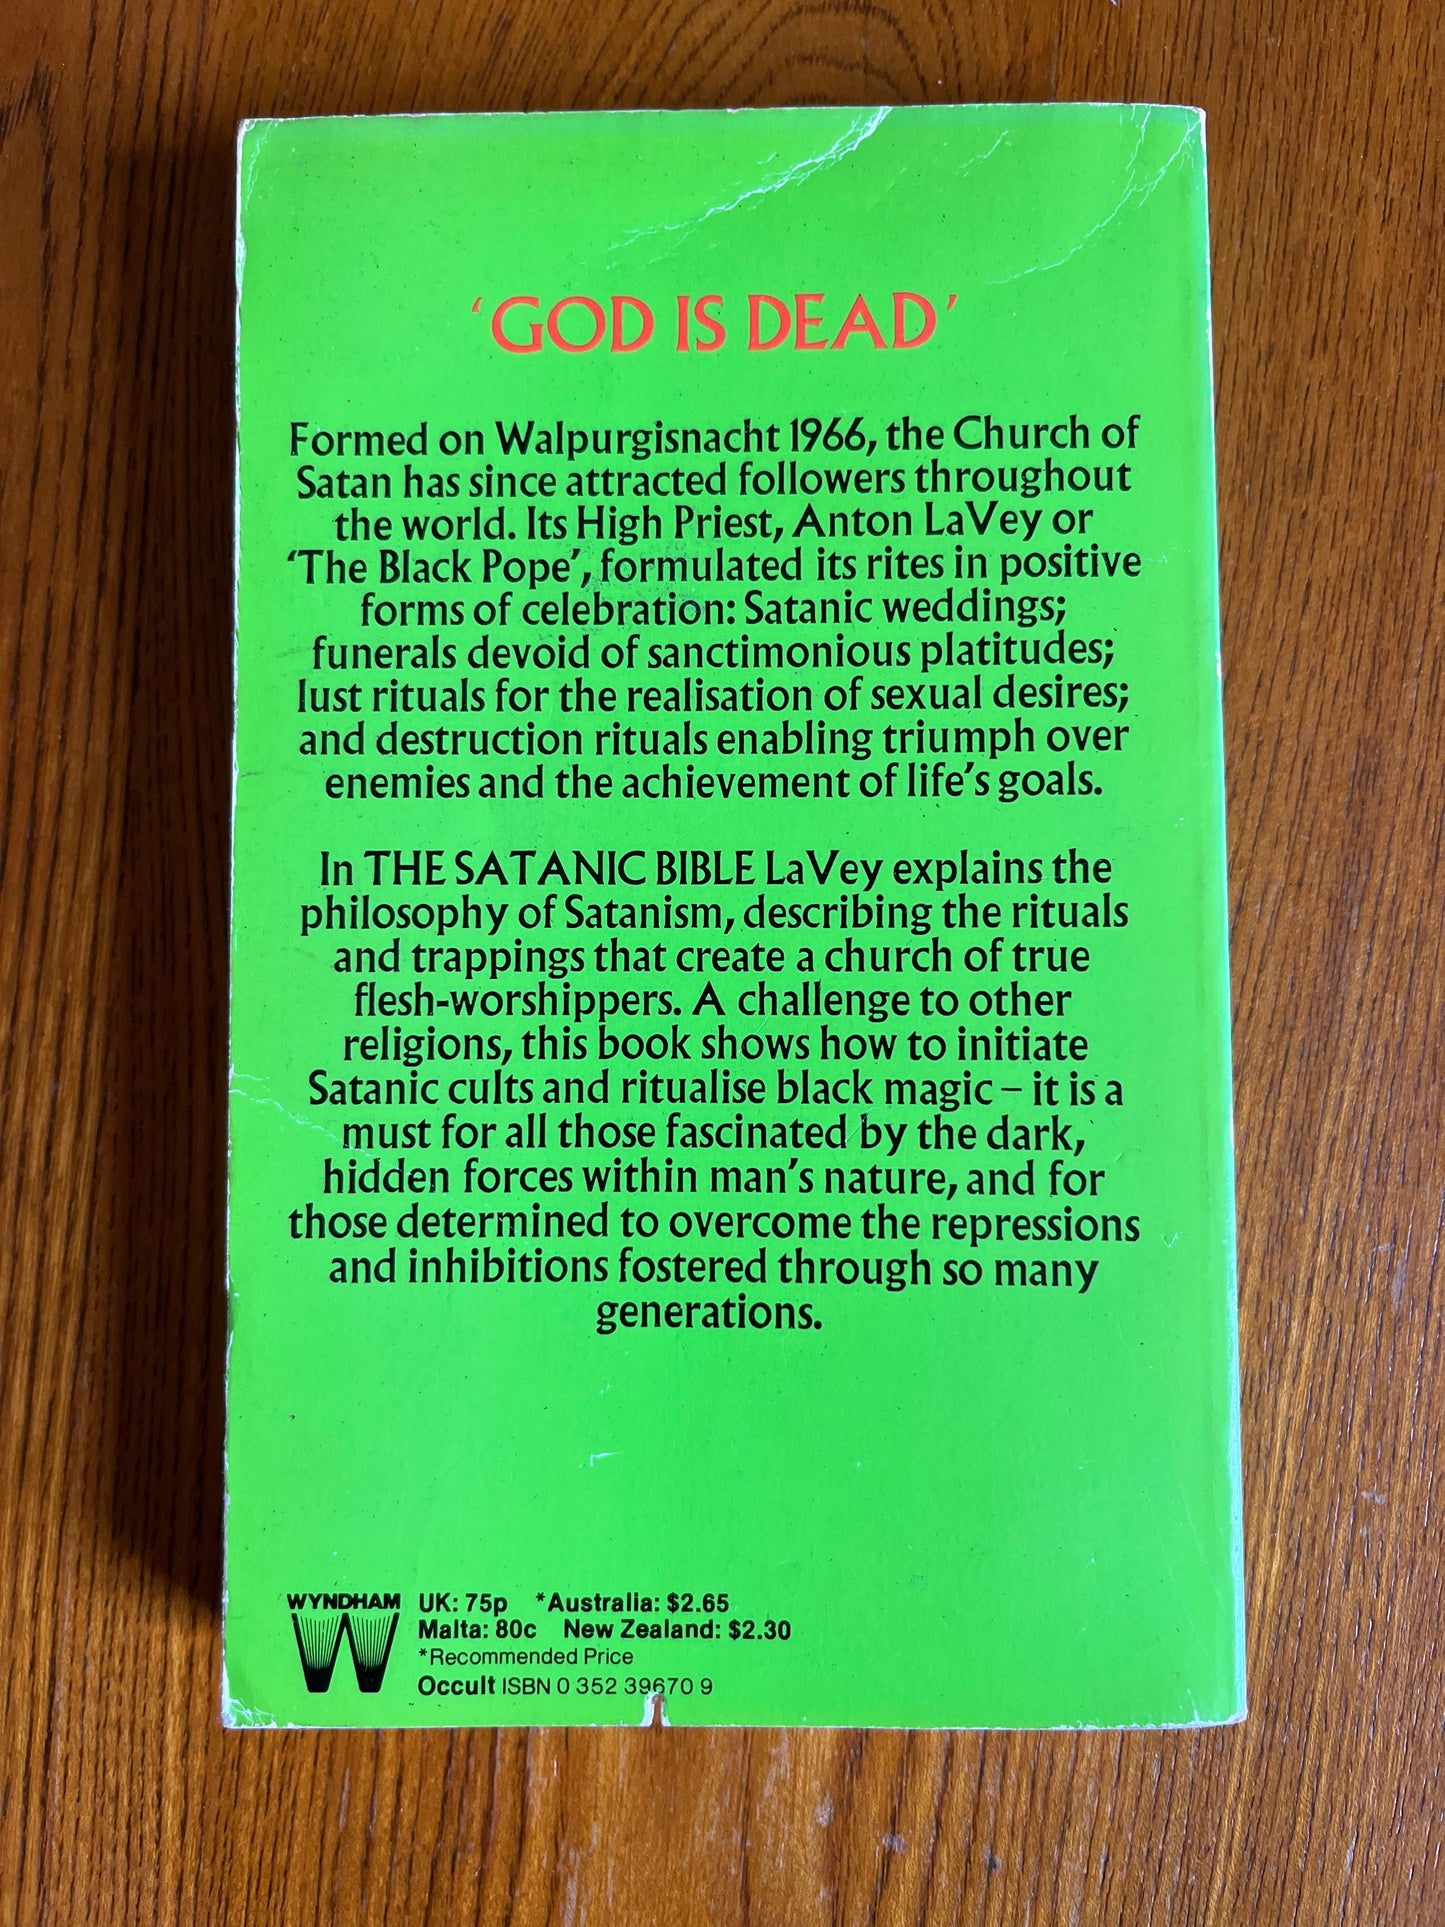 ‘GOD IS DEAD’
Formed on Walpurgisnacht 1966, the Church of
Satan has since attracted followers throughout
the world. Its High Priest, Anton LaVey or
‘The Black Pope’, formulated its rites in positive
forms of celebration: Satanic weddings;
funerals devoid of sanctimonious platitudes;
lust rituals for the realisation of sexual desires;
and destruction rituals enabling triumph over
enemies and the achievement of life’s goals.
In THE SATANIC BIBLE LaVey explains the
philosophy of Satanism, describing the rituals
and trappings that create a church of true
flesh-worshippers. A challenge to other
religions, this book shows how to initiate
Satanic cults and ritualise black magic – it is a
must for all those fascinated by the dark,
hidden forces within man’s nature, and for
those determined to overcome the repressions
and inhibitions fostered through so many
generations.
WYNDHAM
W
UK: 75p *Australia: $2.65
Malta: 80c New Zealand: $2.30
*Recommended Price
Occult ISBN 0 352 39670 9